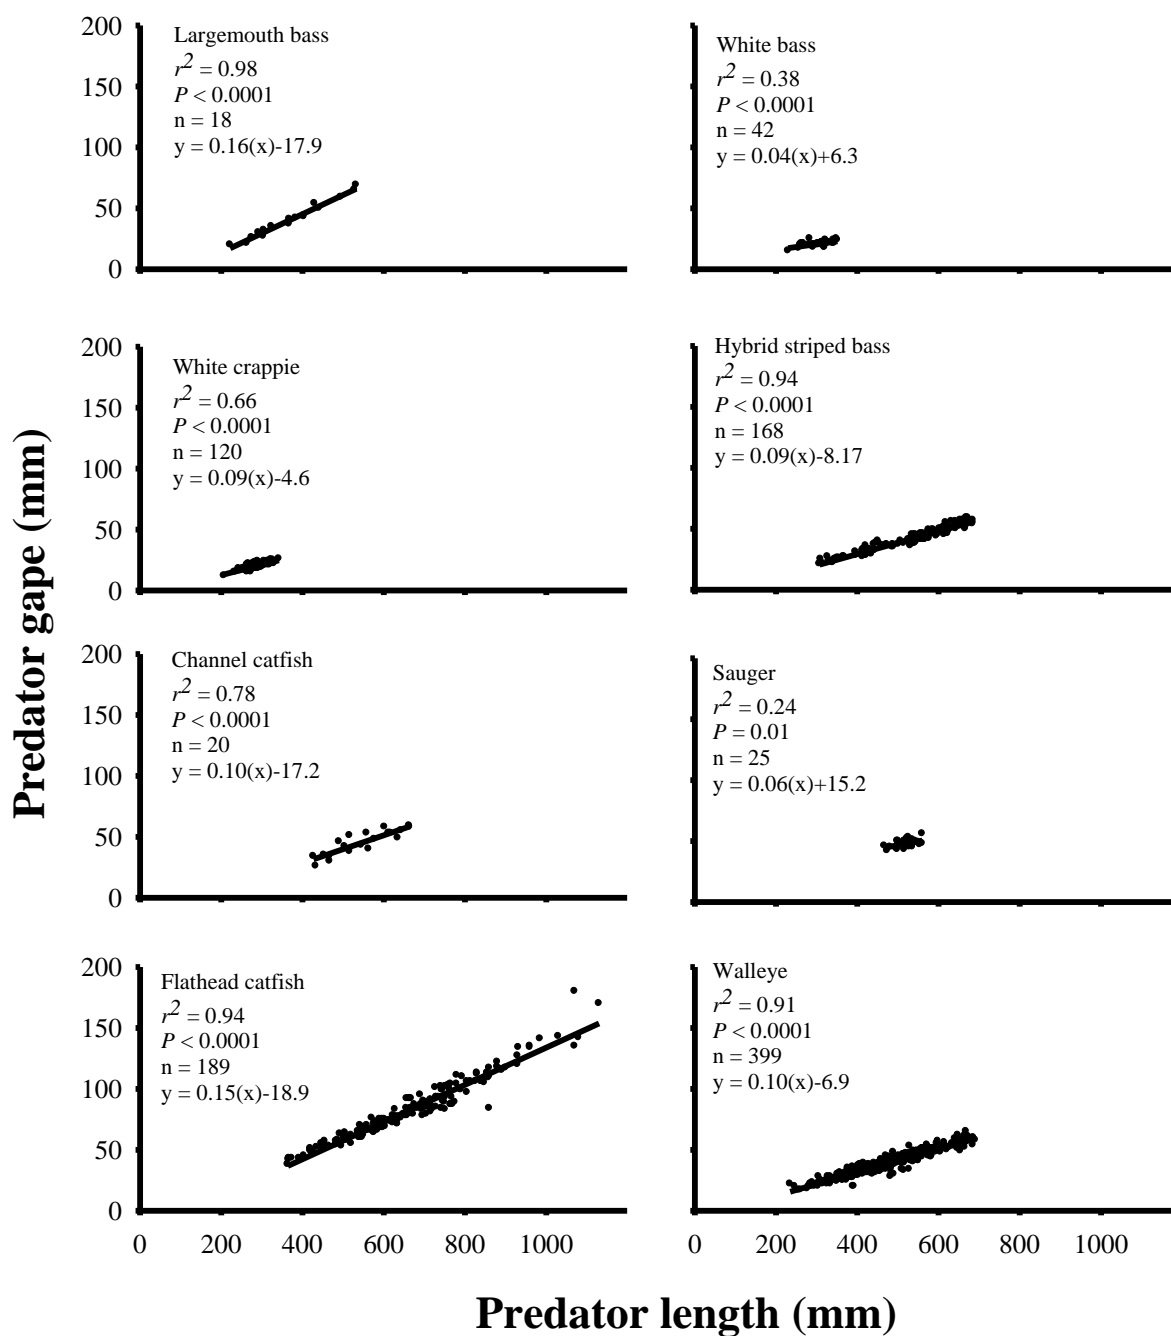 Predator gape (mm)
200
150
100
50
0
Largemouth bass
r2 = 0.98
P < 0.0001
n = 18
y = 0.16(x)-17.9
White bass
r2 = 0.38
P < 0.0001
n = 42
y = 0.04(x)+6.3
200
150
100
50
0
White crappie
r2 = 0.66
P < 0.0001
n = 120
y = 0.09(x)-4.6
Hybrid striped bass
r2 = 0.94
P < 0.0001
n = 168
y = 0.09(x)-8.17
200
150
100
50
0
Channel catfish
r2 = 0.78
P < 0.0001
n = 20
y = 0.10(x)-17.2
Sauger
r2 = 0.24
P = 0.01
n = 25
y = 0.06(x)+15.2
200
150
100
50
0
Flathead catfish
r2 = 0.94
P < 0.0001
n = 189
y = 0.15(x)-18.9
Walleye
r2 = 0.91
P < 0.0001
n = 399
y = 0.10(x)-6.9
0 200 400 600 800 1000
0 200 400 600 800 1000
Predator length (mm)